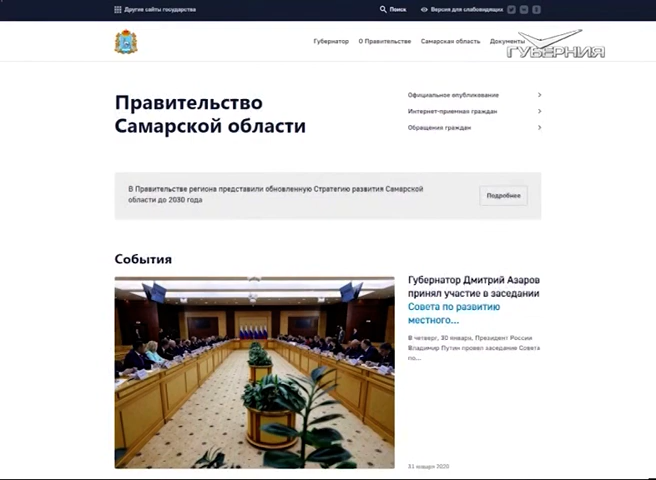 Другие сайты государства
Поиск
Версия для слабовидящих
Губернатор
О Правительстве
Самарская область
Документы
ГУБЕРНИЯ
Правительство
Самарской области
Официальное опубликование
Интернет-приемная граждан
Обращения граждан
В Правительстве региона представили обновленную Стратегию развития Самарской
области до 2030 года
Подробнее
События
Губернатор Дмитрий Азаров
принял участие в заседании
Совета по развитию
местного...
В четверг, 30 января, Президент России
Владимир Путин провел заседание Совета
по...
31 января 2020